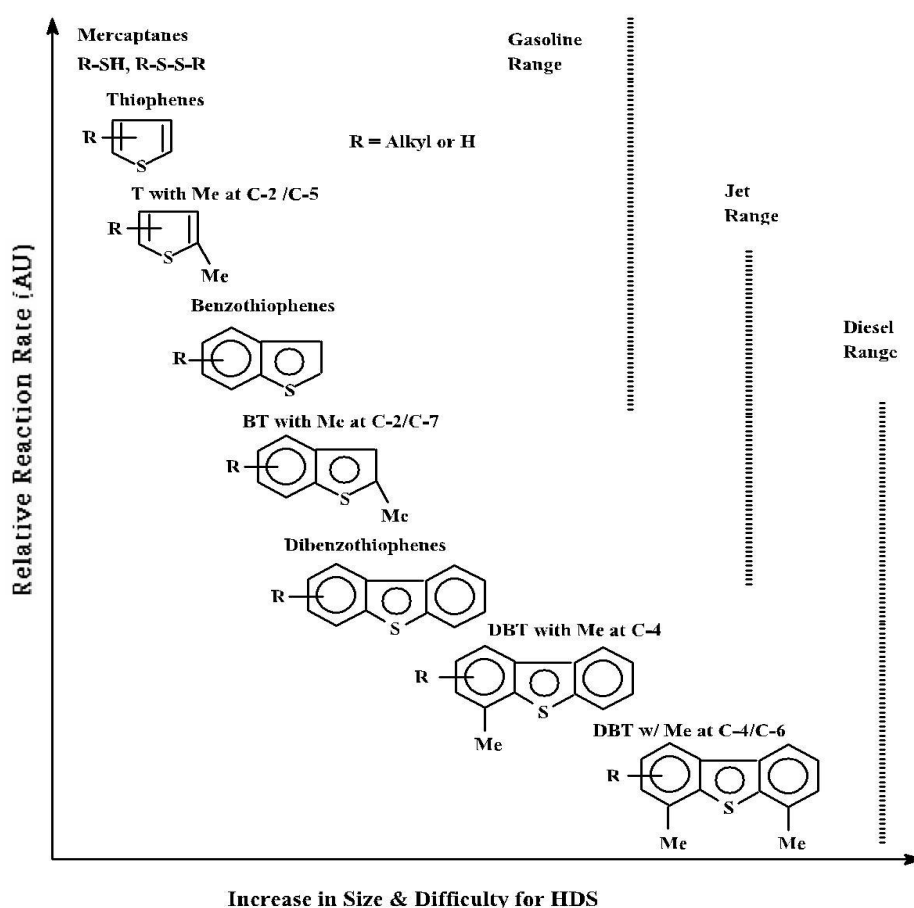 Mercaptanes
R-SH, R-S-S-R
Thiophenes
R
S
R = Alkyl or H
Gasoline
Range
T with Me at C-2 /C-5
R
S
Me
Jet
Range
Benzothiophenes
R
S
Diesel
Range
BT with Me at C-2/C-7
R
S
Me
Dibenzothiophenes
R
S
DBT with Me at C-4
R
S
Me
DBT w/ Me at C-4/C-6
R
S
Me
Me
Relative Reaction Rate (AU)
Increase in Size & Difficulty for HDS